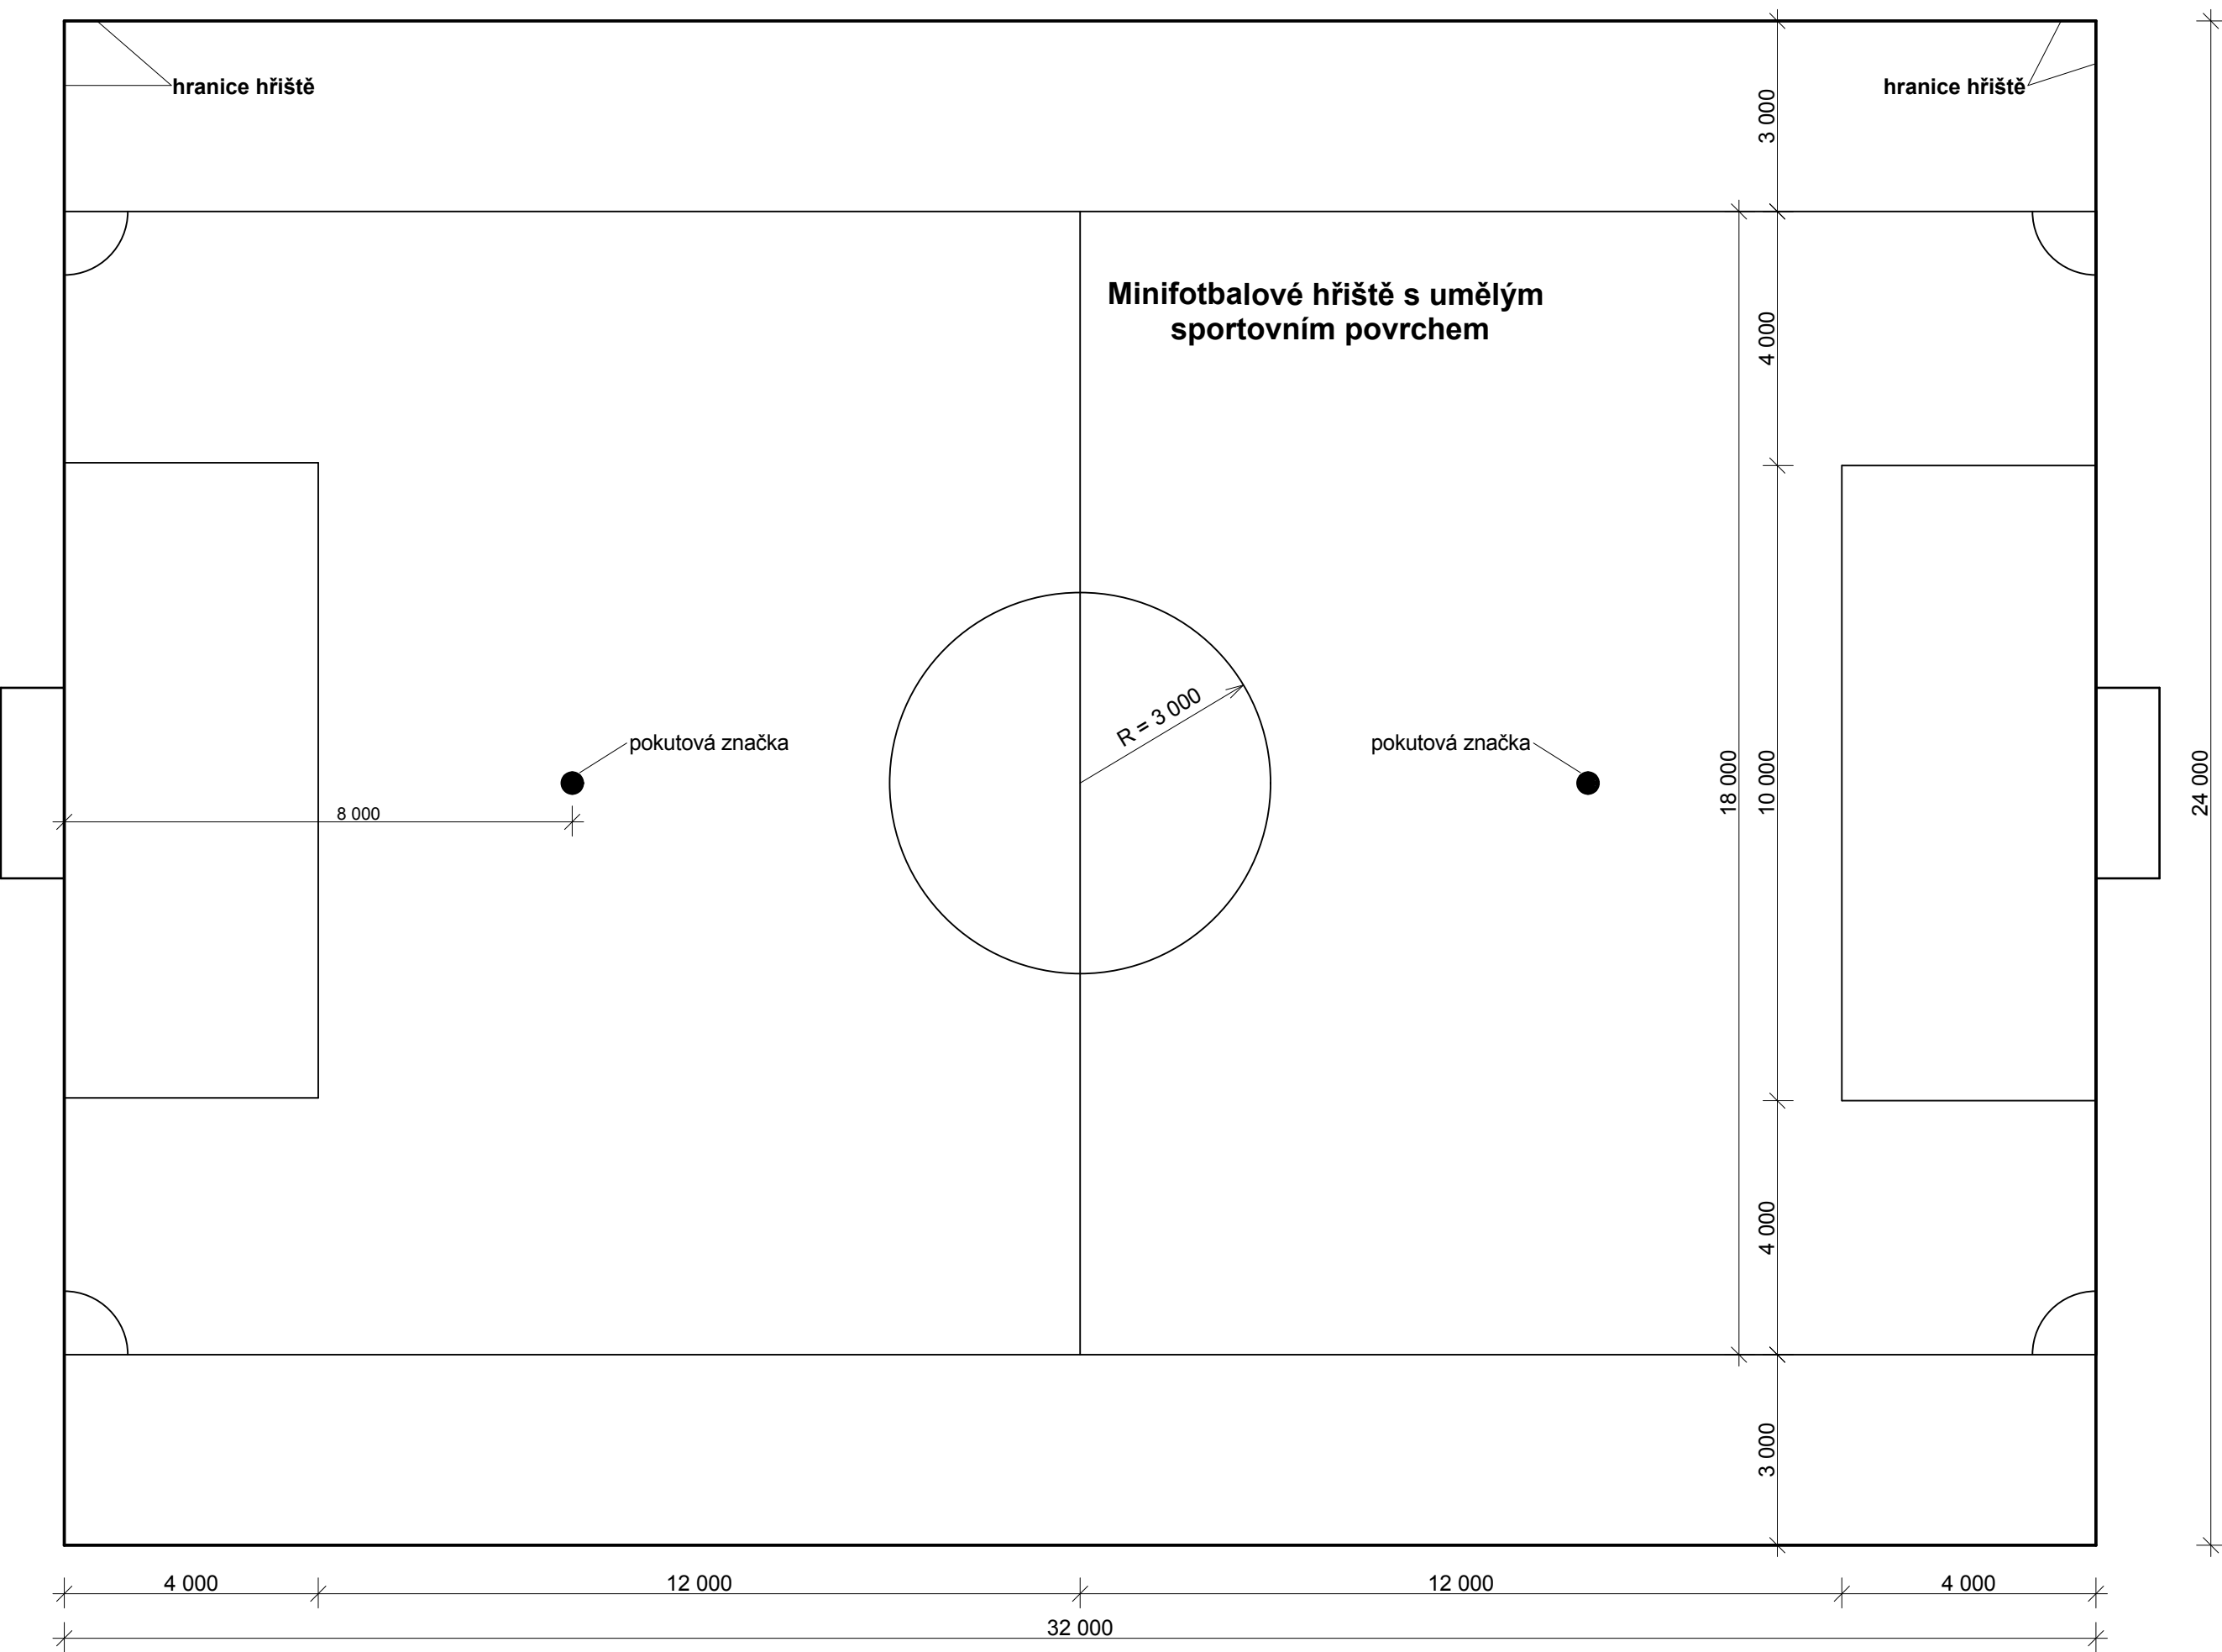 hranice hřiště
hranice hřiště
3 000
Minifotbalové hřiště s umělým
sportovním povrchem
4 000
R = 3 000
pokutová značka
pokutová značka
18 000
10 000
24 000
8 000
4 000
3 000
4 000
12 000
12 000
4 000
32 000